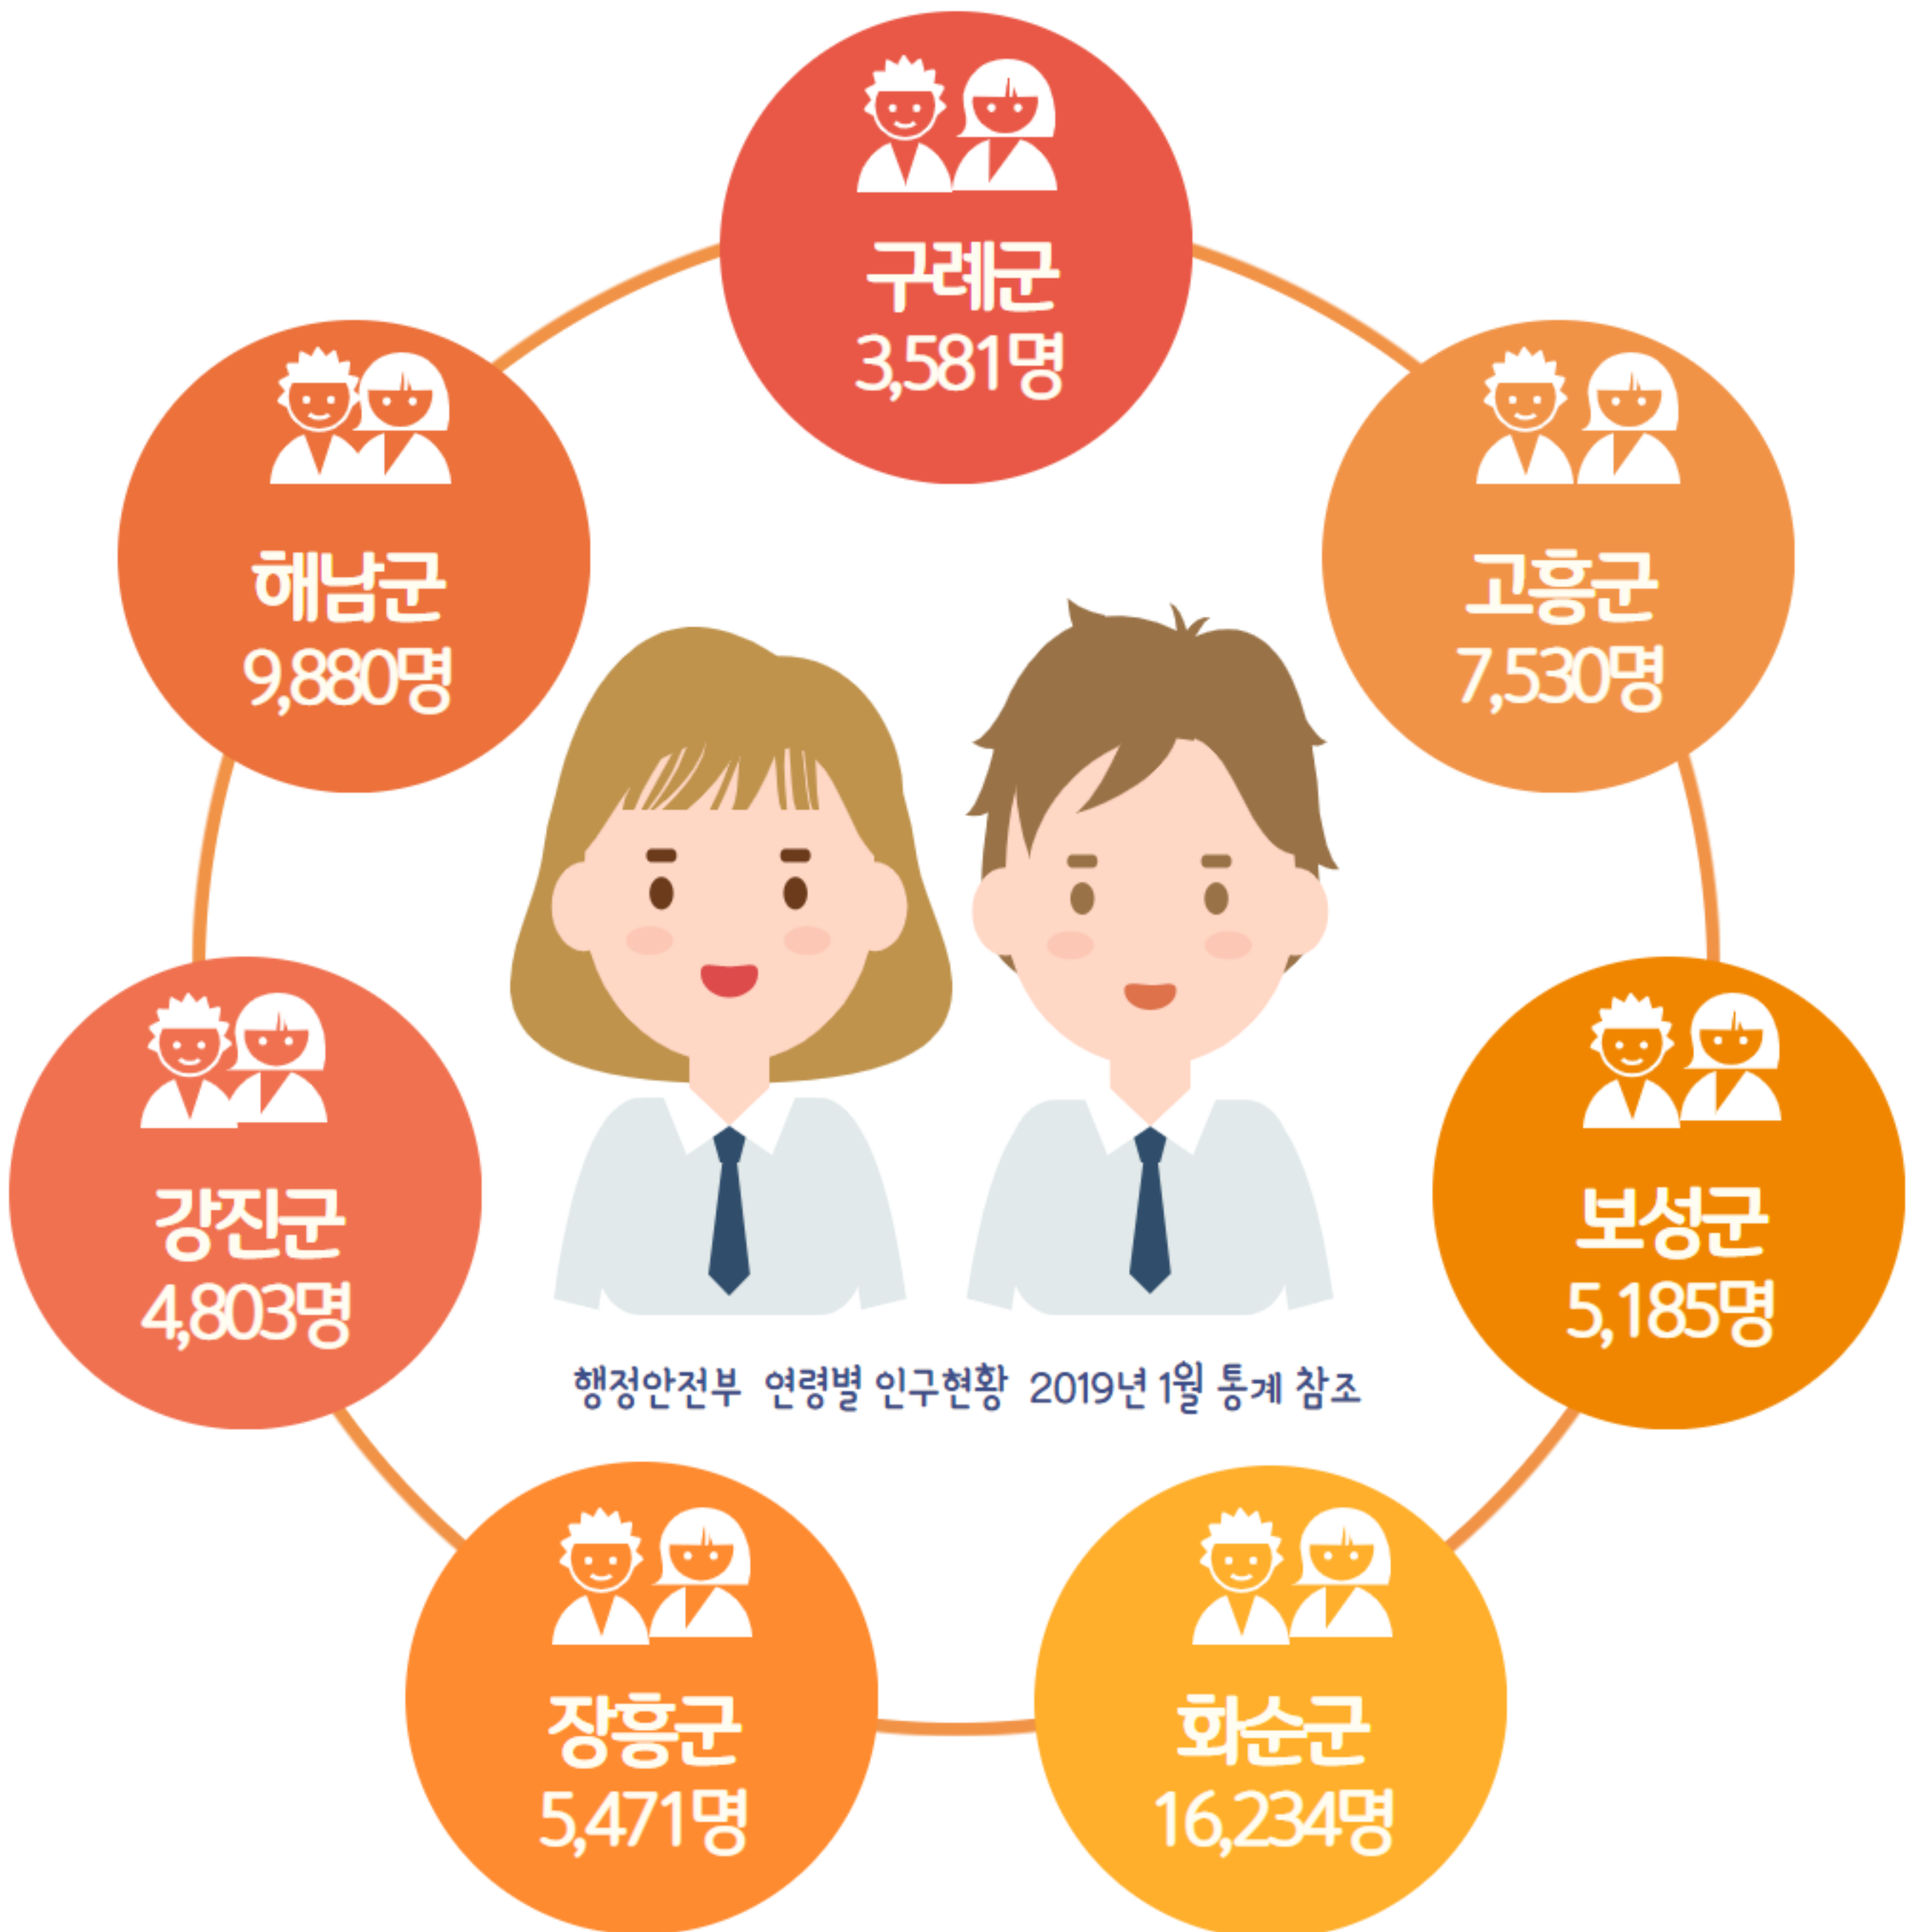 구례군
3,581명
해남군
9,880명
고흥군
7,530명
강진군
4,803명
보성군
5,185명
행정안전부 연령별 인구현황 2019년 1월 통계 참조
장흥군
5,471명
화순군
16,234명